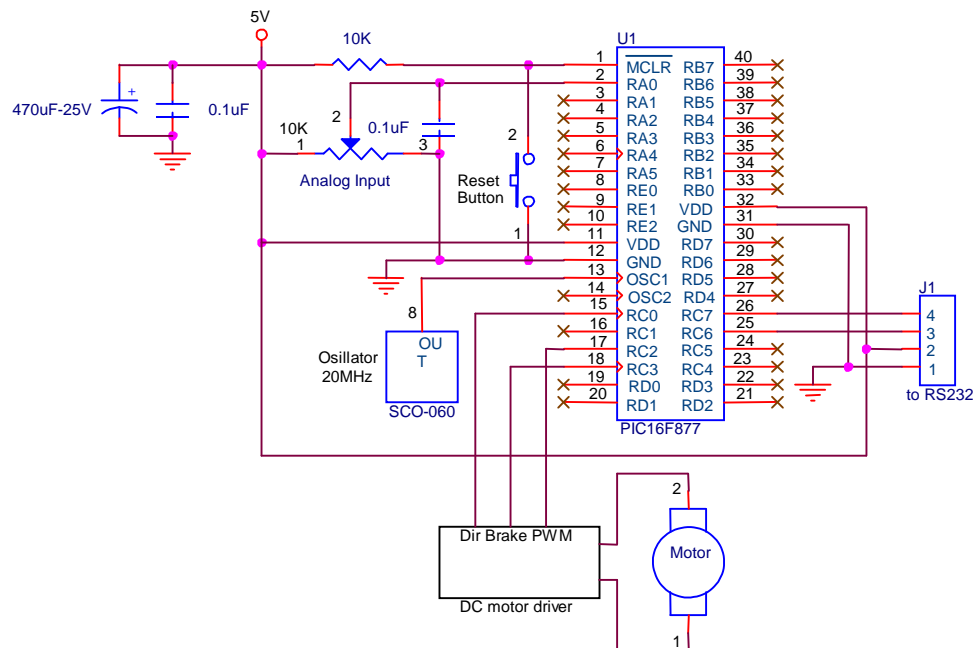 5V
10K
470uF-25V
+
0.1uF
10K
1
2
3
0.1uF
Analog Input
2
Reset
Button
1
U1
1 MCLR RB7 40
2 RA0 RB6 39
3 RA1 RB5 38
4 RA2 RB4 37
5 RA3 RB3 36
6 RA4 RB2 35
7 RA5 RB1 34
8 RE0 RB0 33
9 RE1 VDD 32
10 RE2 GND 31
11 VDD RD7 30
12 GND RD6 29
13 OSC1 RD5 28
14 OSC2 RD4 27
15 RC0 RC7 26
16 RC1 RC6 25
17 RC2 RC5 24
18 RC3 RC4 23
19 RD0 RD3 22
20 RD1 RD2 21
PIC16F877
8
OU
T
Osillator
20MHz
SCO-060
J1
4
3
2
1
to RS232
Dir Brake PWM
DC motor driver
2
Motor
1